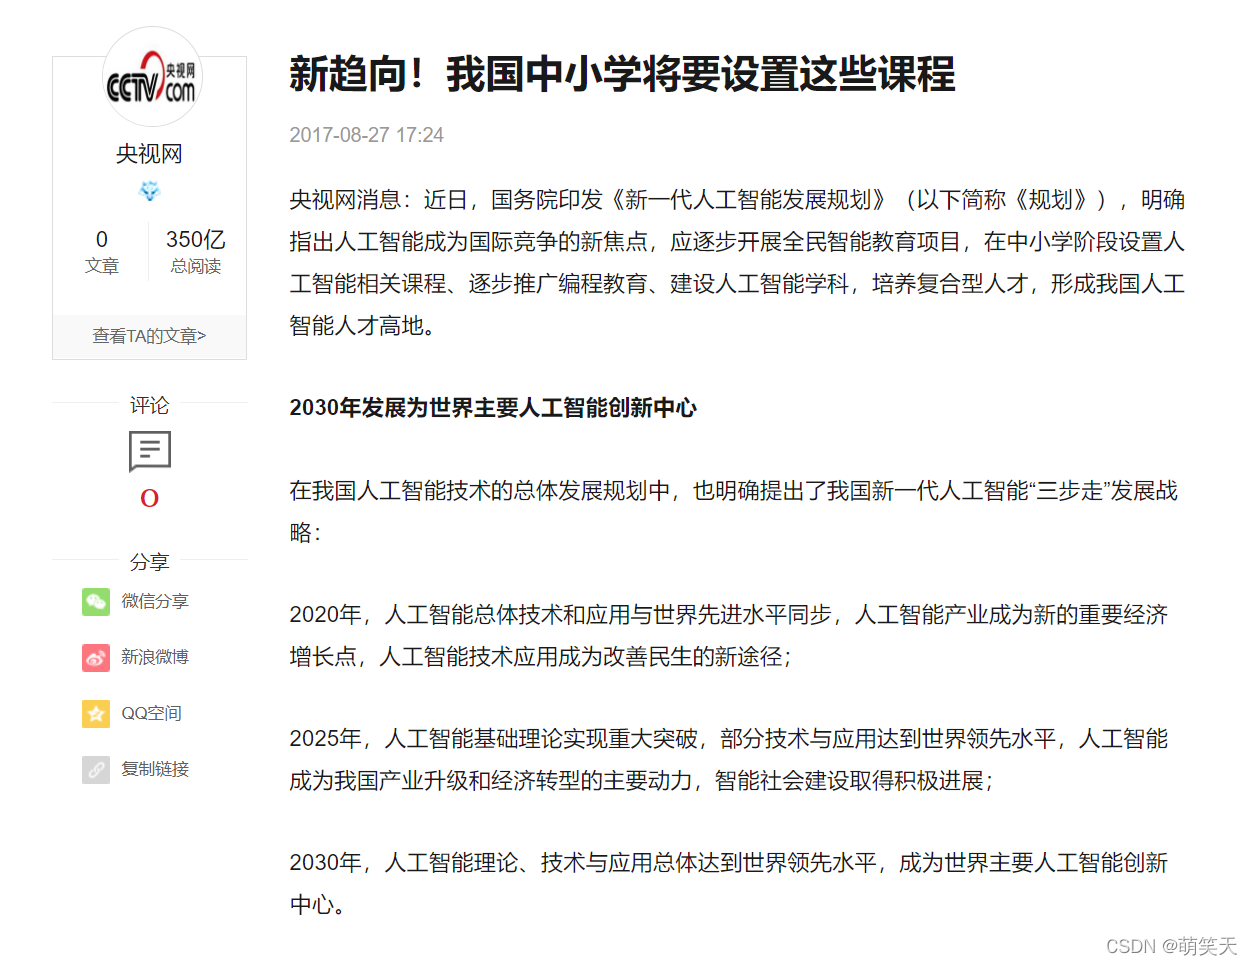 CCTV.com 央视网
央视网
0
文章
350亿
总阅读
查看TA的文章>
评论
0
分享
微信分享
新浪微博
QQ空间
复制链接
新趋向！我国中小学将要设置这些课程
2017-08-27 17:24
央视网消息：近日，国务院印发《新一代人工智能发展规划》（以下简称《规划》），明确
指出人工智能成为国际竞争的新焦点，应逐步开展全民智能教育项目，在中小学阶段设置人
工智能相关课程、逐步推广编程教育、建设人工智能学科，培养复合型人才，形成我国人工
智能人才高地。
2030年发展为世界主要人工智能创新中心
在我国人工智能技术的总体发展规划中，也明确提出了我国新一代人工智能“三步走”发展战
略：
2020年，人工智能总体技术和应用与世界先进水平同步，人工智能产业成为新的重要经济
增长点，人工智能技术应用成为改善民生的新途径；
2025年，人工智能基础理论实现重大突破，部分技术与应用达到世界领先水平，人工智能
成为我国产业升级和经济转型的主要动力，智能社会建设取得积极进展；
2030年，人工智能理论、技术与应用总体达到世界领先水平，成为世界主要人工智能创新
中心。
CSDN @萌笑天